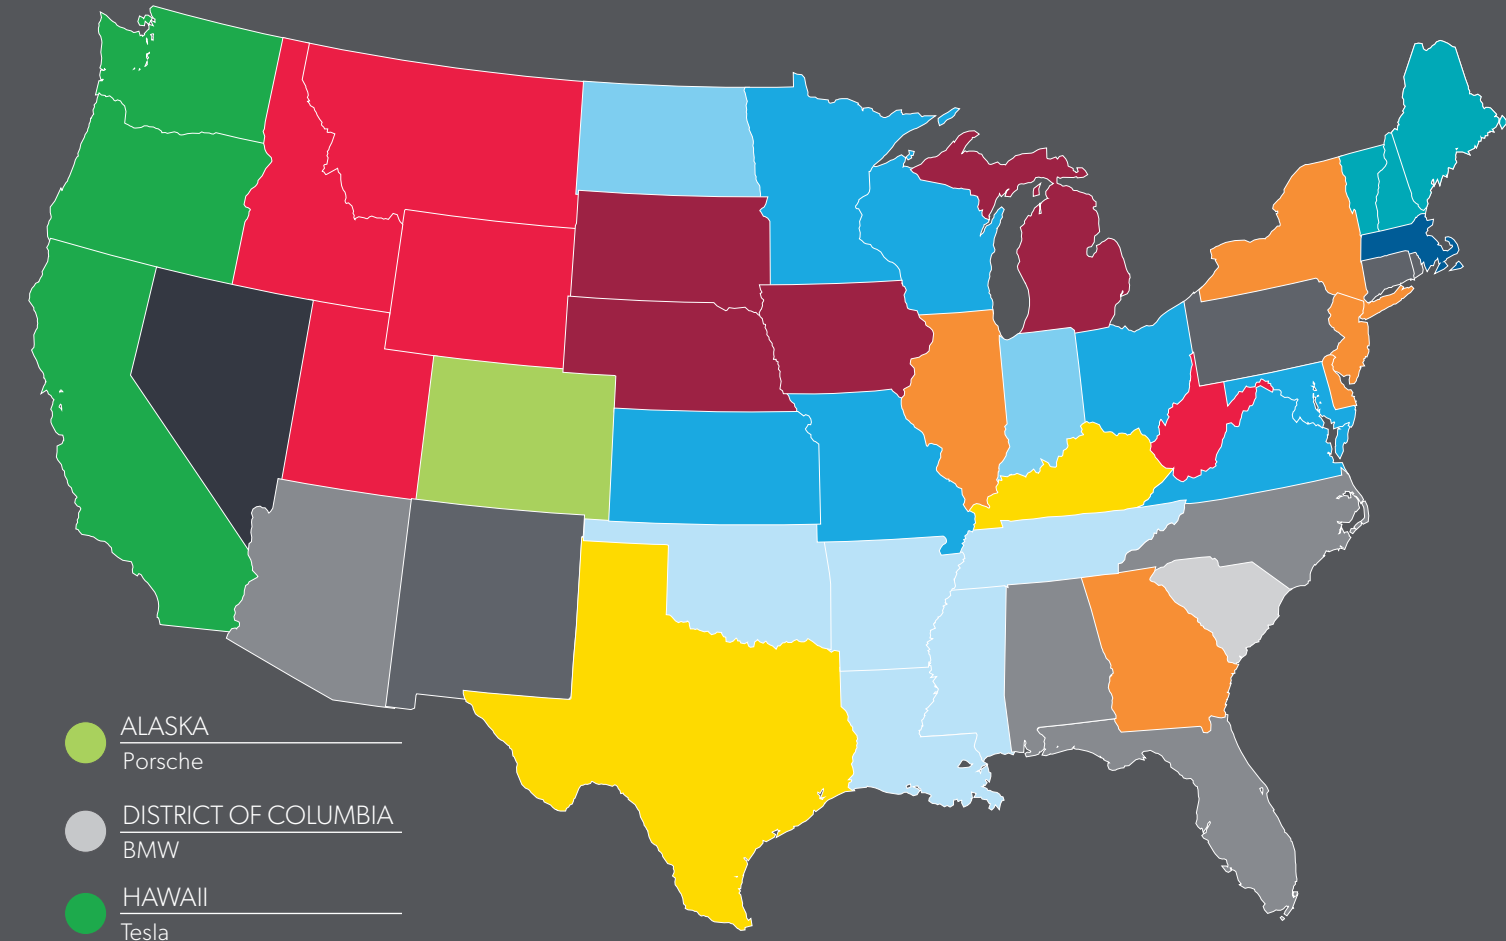 ALASKA
Porsche
DISTRICT OF COLUMBIA
BMW
HAWAII
Tesla